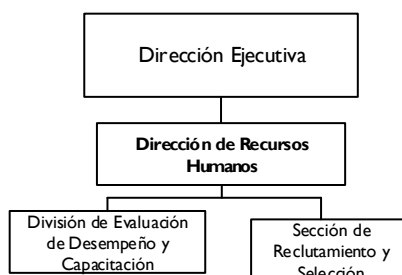 Dirección Ejecutiva
Dirección de Recursos
Humanos
División de Evaluación
de Desempeño y
Capacitación
Sección de
Reclutamiento y
Selección